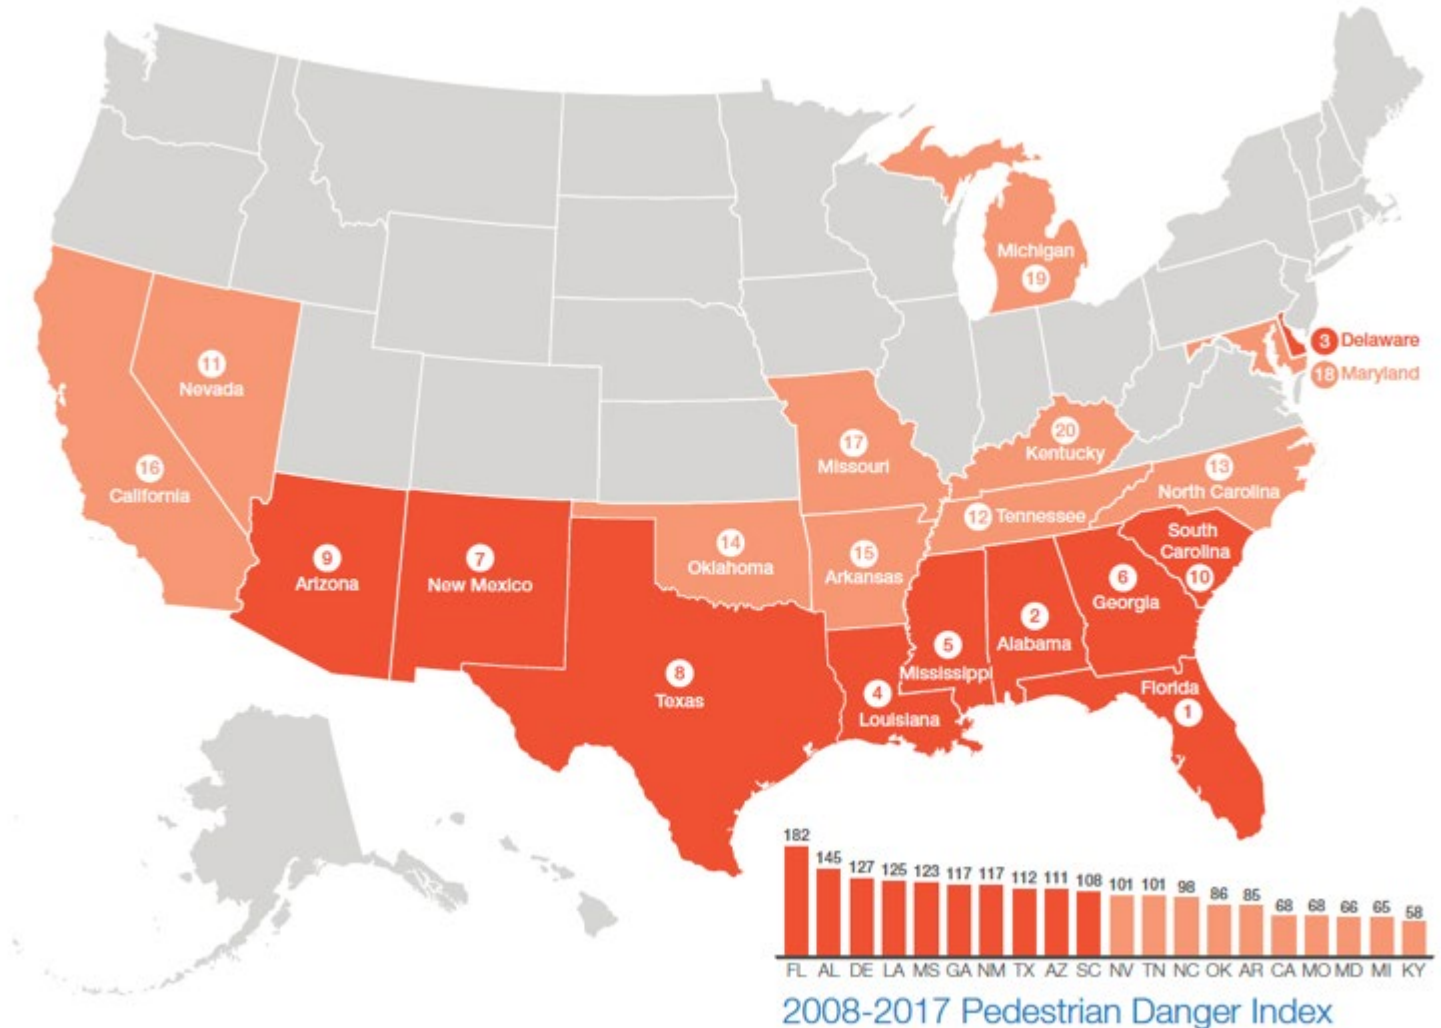 Michigan
19
3 Delaware
18 Maryland
11
Nevada
20
Kentucky
17
Missouri
16
California
13
North Carolina
12 Tennessee
South
Carolina
10
14
Oklahoma
15
Arkansas
9
Arizona
7
New Mexico
6
Georgia
2
Alabama
5
Mississippi
8
Texas
4
Louisiana
Florida
1
182
145 127 125 123 117 117 112 111 108 101 101 98 86 85 68 68 66 65 58
FL AL DE LA MS GA NM TX AZ SC NV TN NC OK AR CA MO MD MI KY
2008-2017 Pedestrian Danger Index